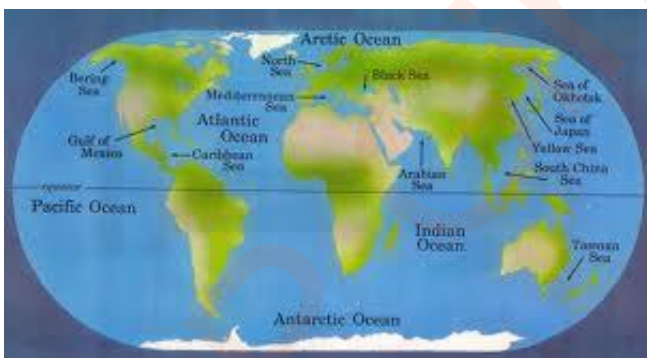 Arctic Ocean
North
Sea
Black Sea
Bering
Sea
Sea of
Okhotsk
Mediterranean
Sea
Atlantic
Ocean
Sea of
Japan
Gulf of
Mexico
Caribbean
Sea
Yellow Sea
Arabian
Sea
South China
Sea
equator
Pacific Ocean
Indian
Ocean
Tasman
Sea
Antarctic Ocean